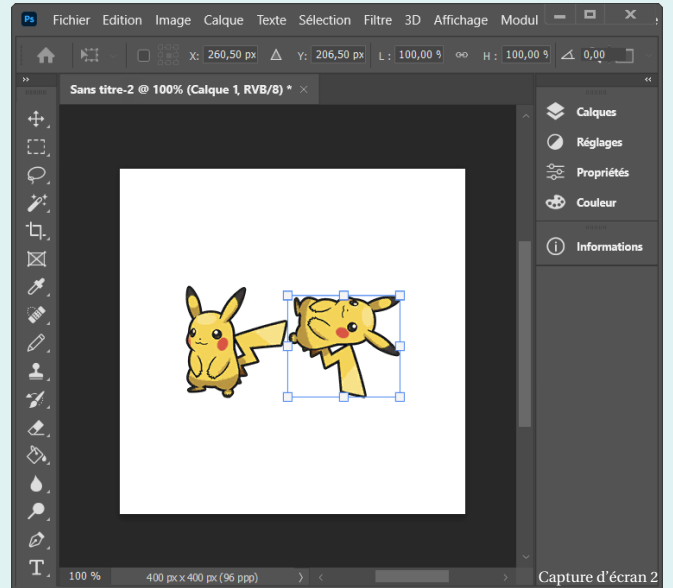 Ps Fichier Edition Image Calque Texte Sélection Filtre 3D Affichage Modul
X: 260,50 px Y: 206,50 px L : 100,00 % H : 100,00 % 0,00
Sans titre-2 @ 100% (Calque 1, RVB/8) * ×
Calques
Réglages
Propriétés
Couleur
Informations
T
100 % 400 px x 400 px (96 ppp)
Capture d'écran 2